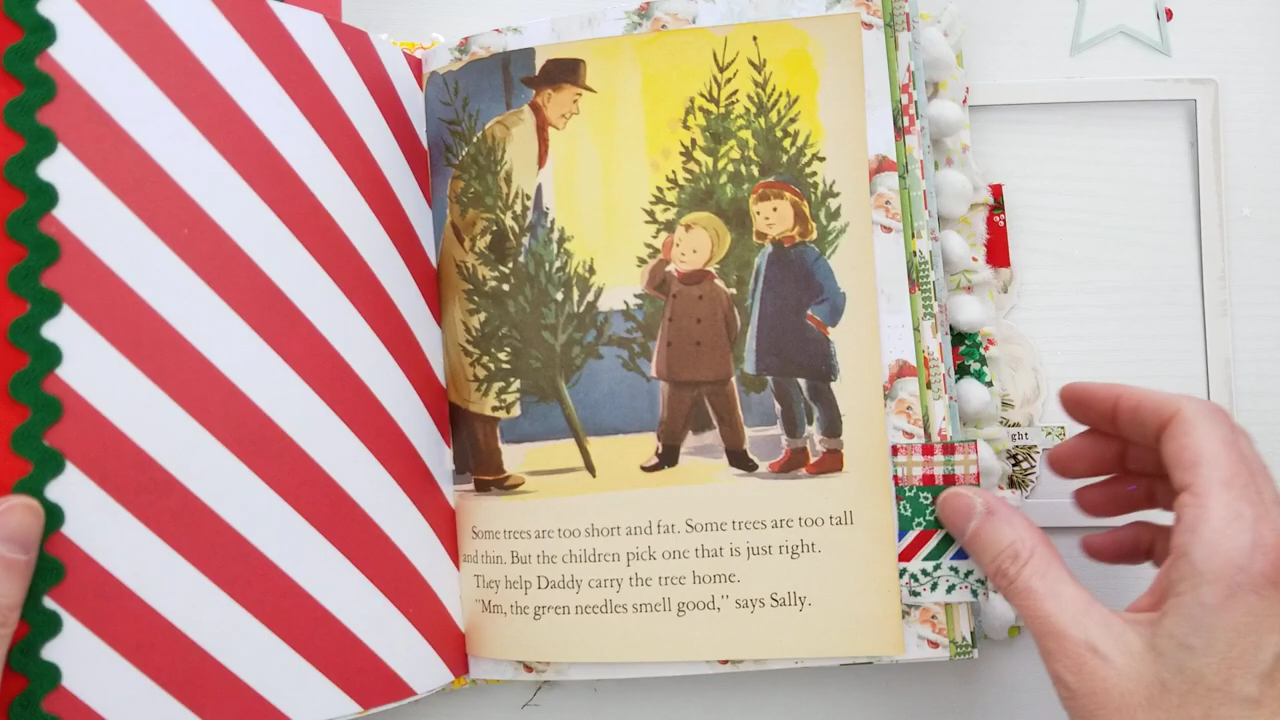 Some trees are too short and fat. Some trees are too tall
and thin. But the children pick one that is just right.
They help Daddy carry the tree home.
"Mm, the green needles smell good," says Sally.
ght